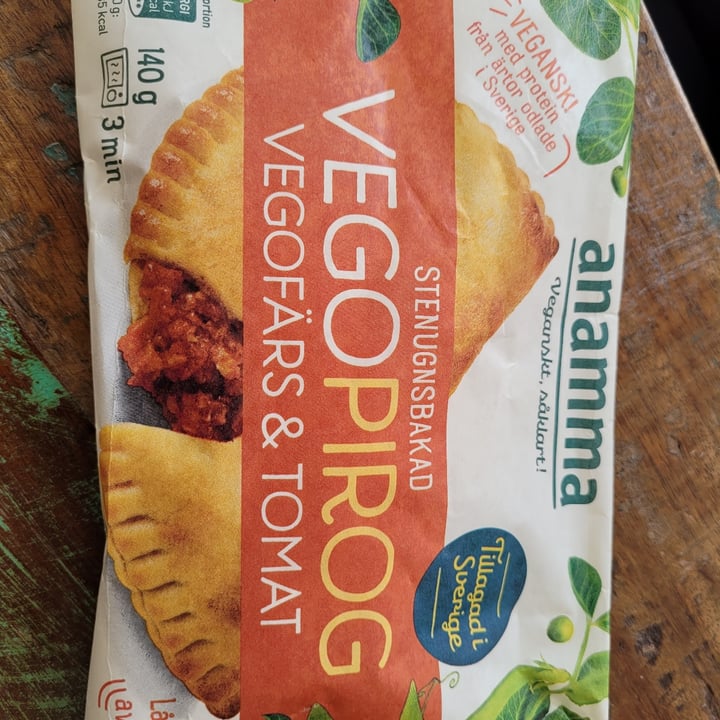 anamma
Veganskt, såklart!
VEGANSK!
med protein
från ärtor odlade
i Sverige
STENUGNSBAKAD
VEGOPIROG
VEGOFÄRS & TOMAT
Tillagad i
Sverige
140 g
3 min